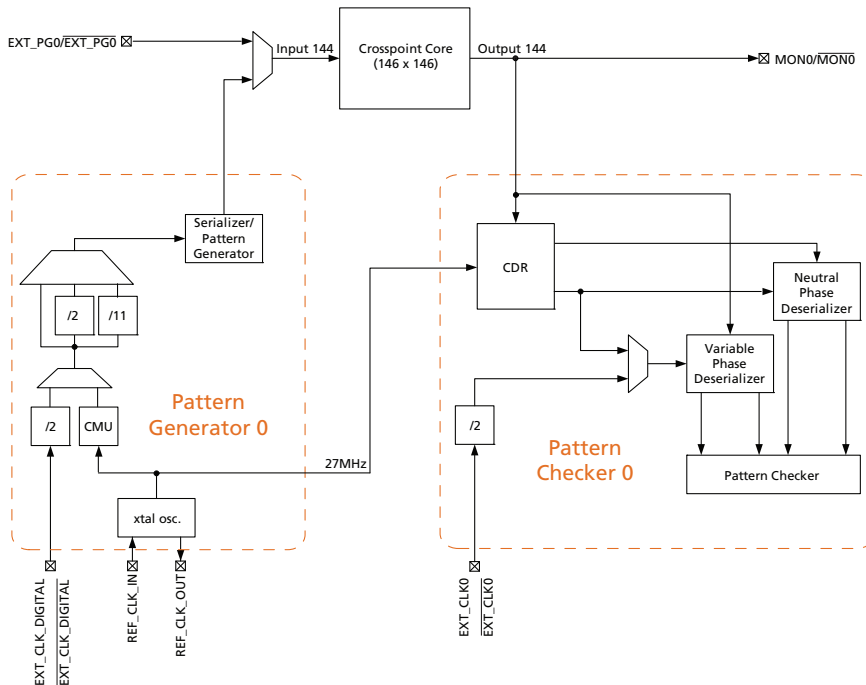 EXT_PG0/EXT_PG0
Input 144
Crosspoint Core
(146 x 146)
Output 144
MON0/MON0
Serializer/
Pattern
Generator
/2
/11
/2
CMU
Pattern
Generator 0
27MHz
xtal osc.
EXT_CLK_DIGITAL
EXT_CLK_DIGITAL
REF_CLK_IN
REF_CLK_OUT
CDR
Neutral
Phase
Deserializer
Variable
Phase
Deserializer
/2
Pattern
Checker 0
Pattern Checker
EXT_CLK0
EXT_CLK0